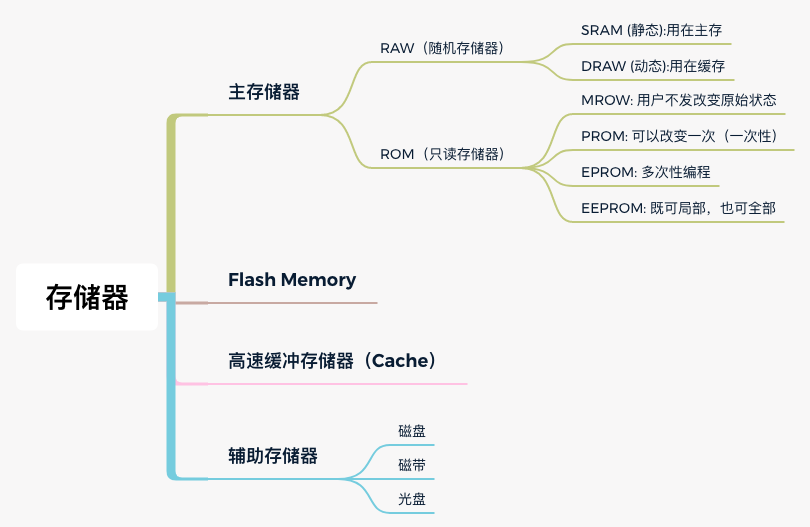 存储器
主存储器
RAW（随机存储器）
SRAM (静态):用在主存
DRAW (动态):用在缓存
ROM（只读存储器）
MROW: 用户不发改变原始状态
PROM: 可以改变一次（一次性）
EPROM: 多次性编程
EEPROM: 既可局部，也可全部
Flash Memory
高速缓冲存储器（Cache）
辅助存储器
磁盘
磁带
光盘